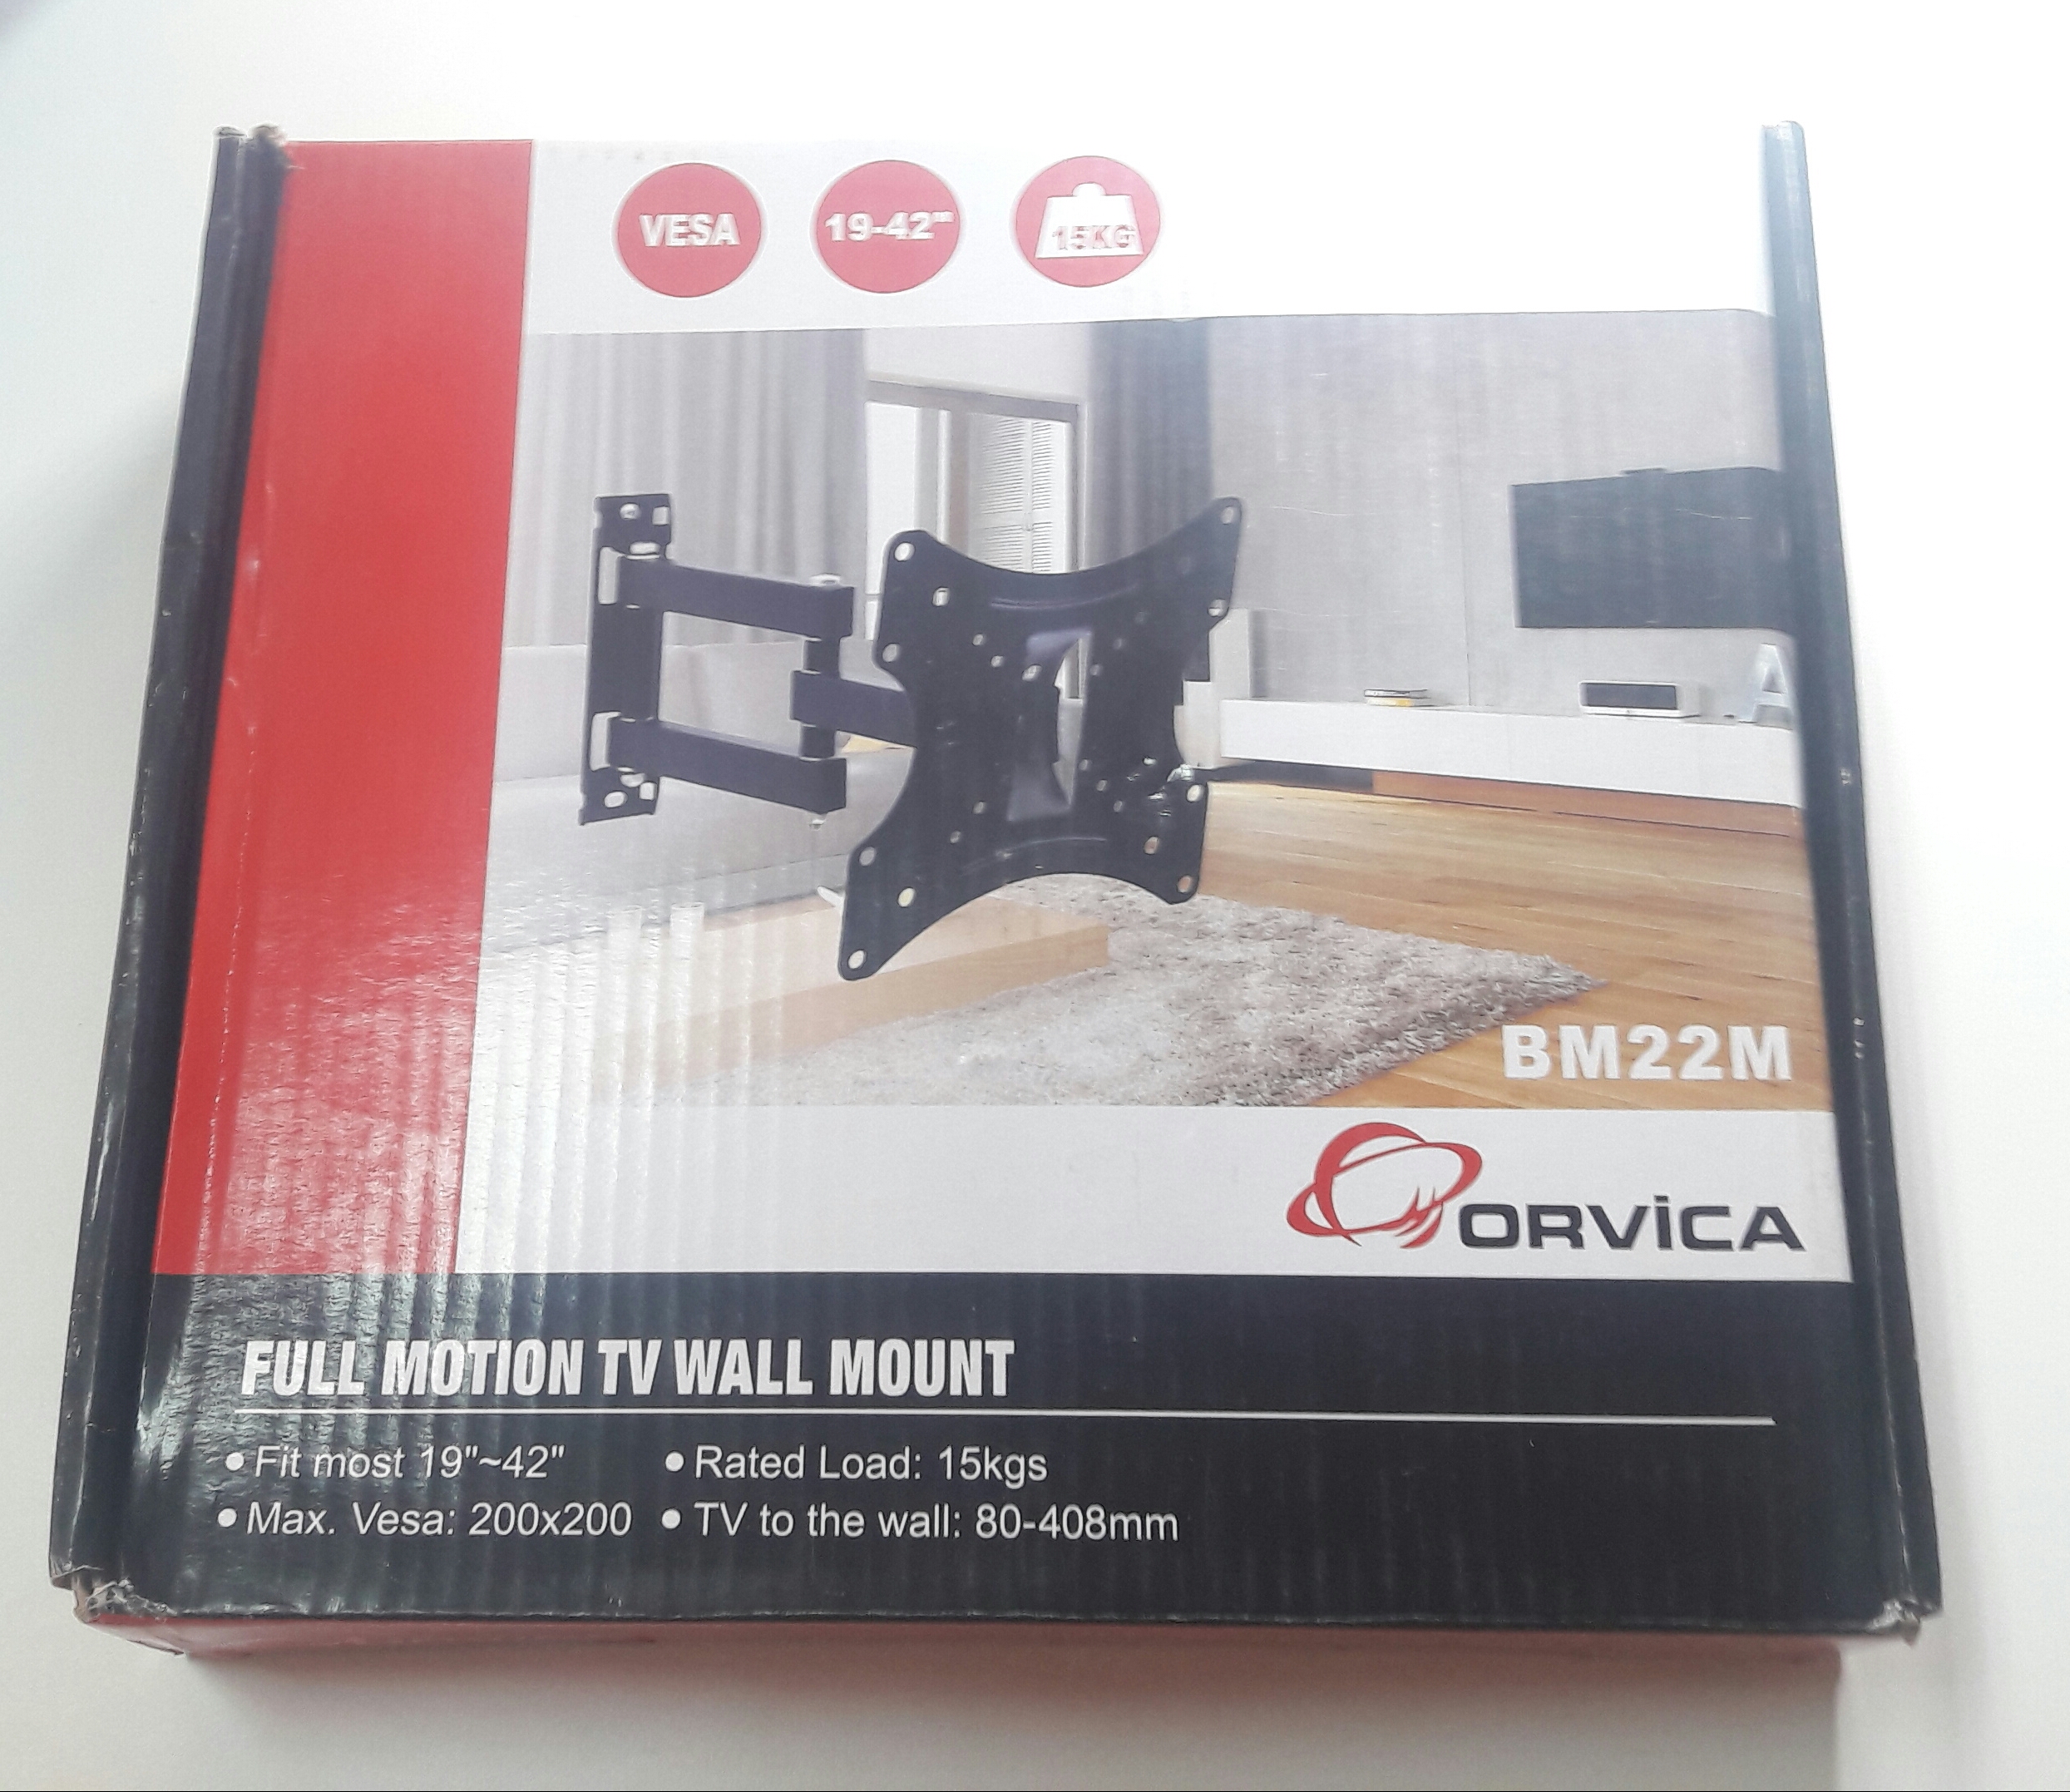 VESA
19-42"
15KG
BM22M
ORViCA
FULL MOTION TV WALL MOUNT
● Fit most 19"~42"
● Rated Load: 15kgs
● Max. Vesa: 200x200
● TV to the wall: 80-408mm
A